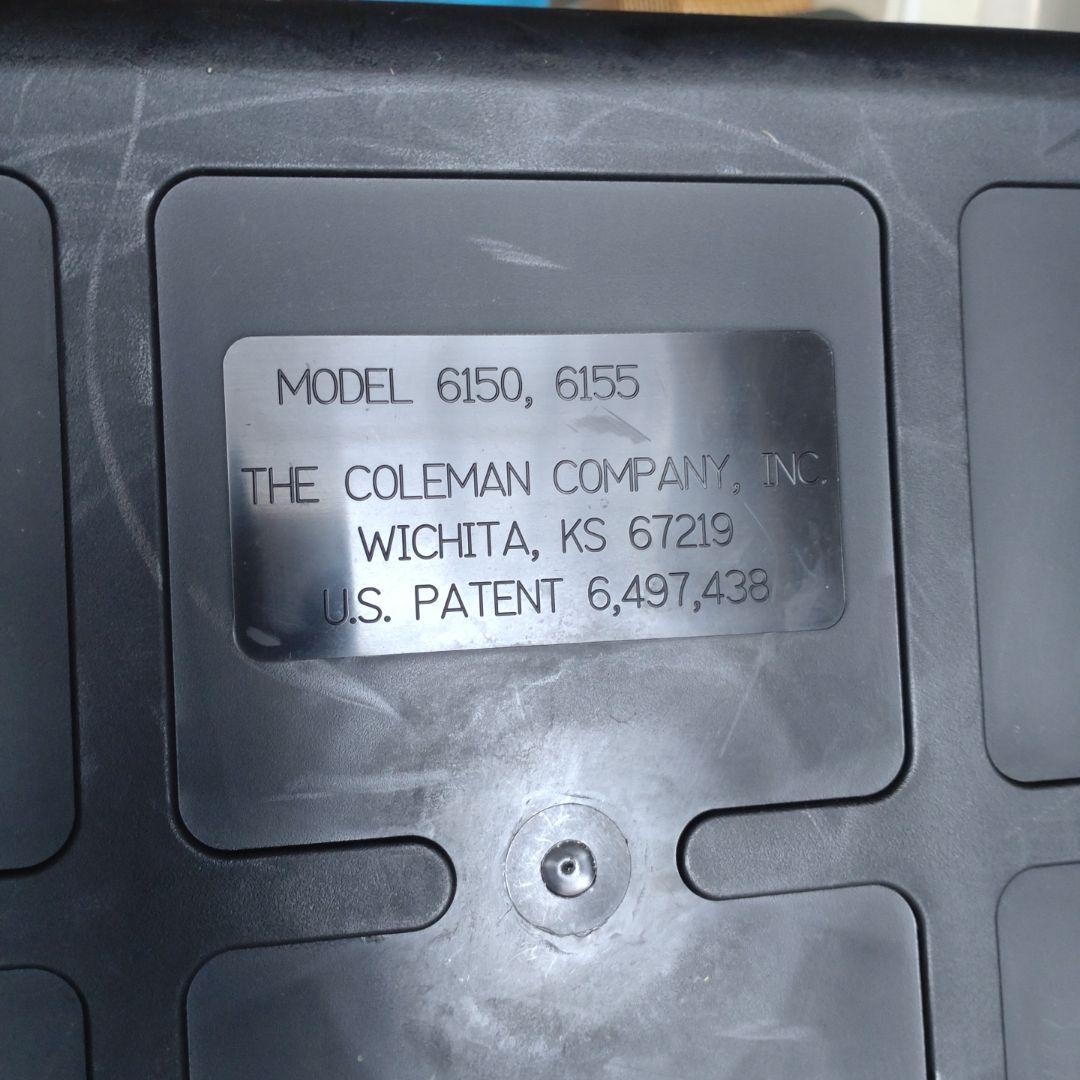 MODEL 6150, 6155
THE COLEMAN COMPANY, INC.
WICHITA, KS 67219
U.S. PATENT 6,497,438